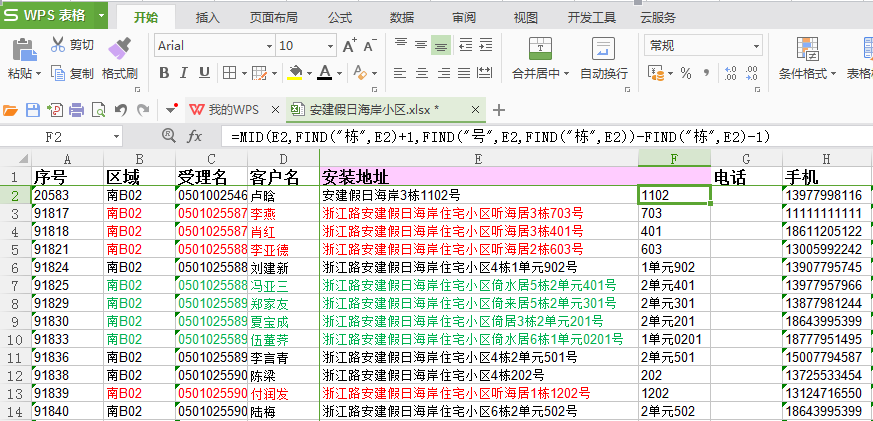 S WPS 表格 开始 插入 页面布局 公式 数据 审阅 视图 开发工具 云服务
剪切 Arial 10 A+ A- 常规
粘贴 复制 格式刷 B I U A 合并居中 自动换行 % 条件格式 表格
我的WPS 安建假日海岸小区.xlsx *
F2 fx =MID(E2,FIND("栋",E2)+1,FIND("号",E2,FIND("栋",E2))-FIND("栋",E2)-1)
A B C D E F G H
1 序号 区域 受理名 客户名 安装地址 电话 手机
2 20583 南B02 0501002546 卢晗 安建假日海岸3栋1102号 1102 13977998116
3 91817 南B02 0501025587 李燕 浙江路安建假日海岸住宅小区听海居3栋703号 703 11111111111
4 91818 南B02 0501025588 肖红 浙江路安建假日海岸住宅小区听海居3栋401号 401 18611205122
5 91821 南B02 0501025588 李亚德 浙江路安建假日海岸住宅小区听海居2栋603号 603 13005992242
6 91824 南B02 0501025588 刘建新 浙江路安建假日海岸住宅小区4栋1单元902号 1单元902 13907795745
7 91825 南B02 0501025588 冯亚三 浙江路安建假日海岸住宅小区倚水居5栋2单元401号 2单元401 13977957966
8 91829 南B02 0501025589 郑家友 浙江路安建假日海岸住宅小区倚来居5栋2单元301号 2单元301 13877981244
9 91830 南B02 0501025589 夏宝成 浙江路安建假日海岸住宅小区倚居3栋2单元201号 2单元201 18643995399
10 91833 南B02 0501025589 伍董荠 浙江路安建假日海岸住宅小区倚水居6栋1单元0201号 1单元0201 18777951495
11 91836 南B02 0501025589 李言青 浙江路安建假日海岸住宅小区4栋2单元501号 2单元501 15007794587
12 91838 南B02 0501025590 陈梁 浙江路安建假日海岸住宅小区4栋202号 202 13725533454
13 91839 南B02 0501025590 付润发 浙江路安建假日海岸住宅小区听海居1栋1202号 1202 13124716550
14 91840 南B02 0501025590 陆梅 浙江路安建假日海岸住宅小区6栋2单元502号 2单元502 18643995399